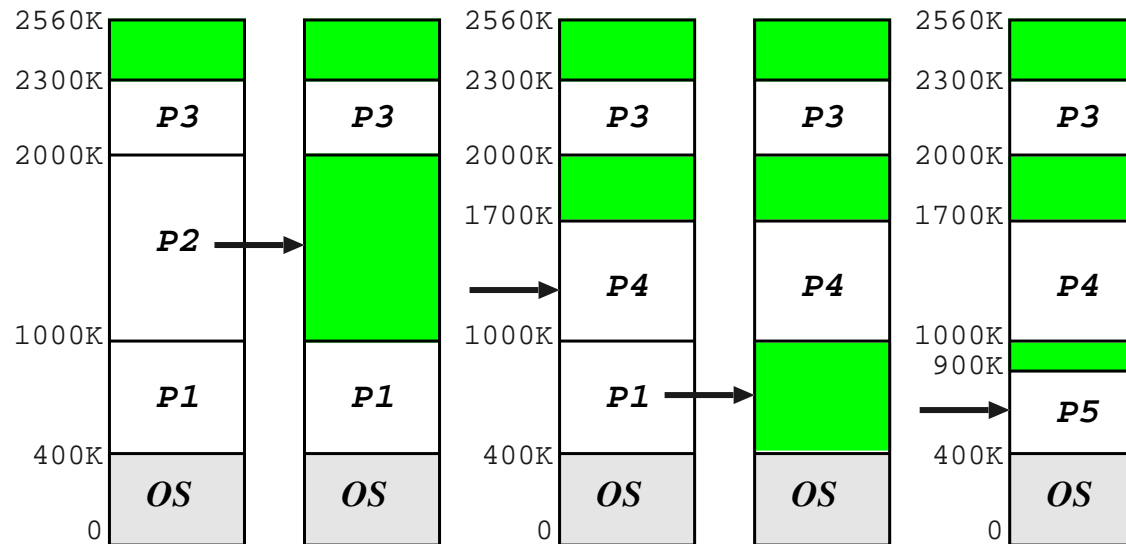 2560K 2560K 2560K
2300K 2300K 2300K
P3 P3 P3 P3 P3
2000K 2000K 2000K
1700K 1700K
P2 P4 P4 P4
1000K 1000K 1000K
900K
P1 P1 P1 P5
400K 400K 400K
OS OS OS OS OS
0 0 0